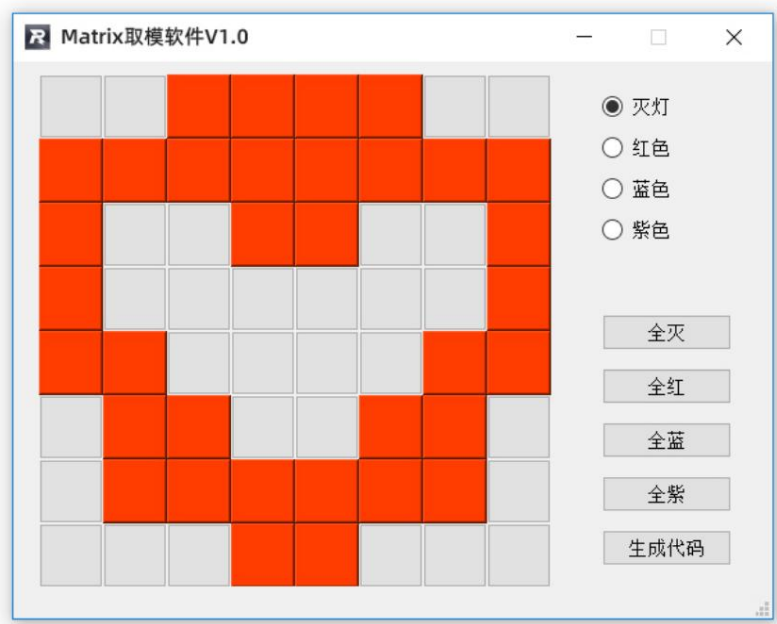 Matrix取模软件V1.0
灭灯
红色
蓝色
紫色
全灭
全红
全蓝
全紫
生成代码